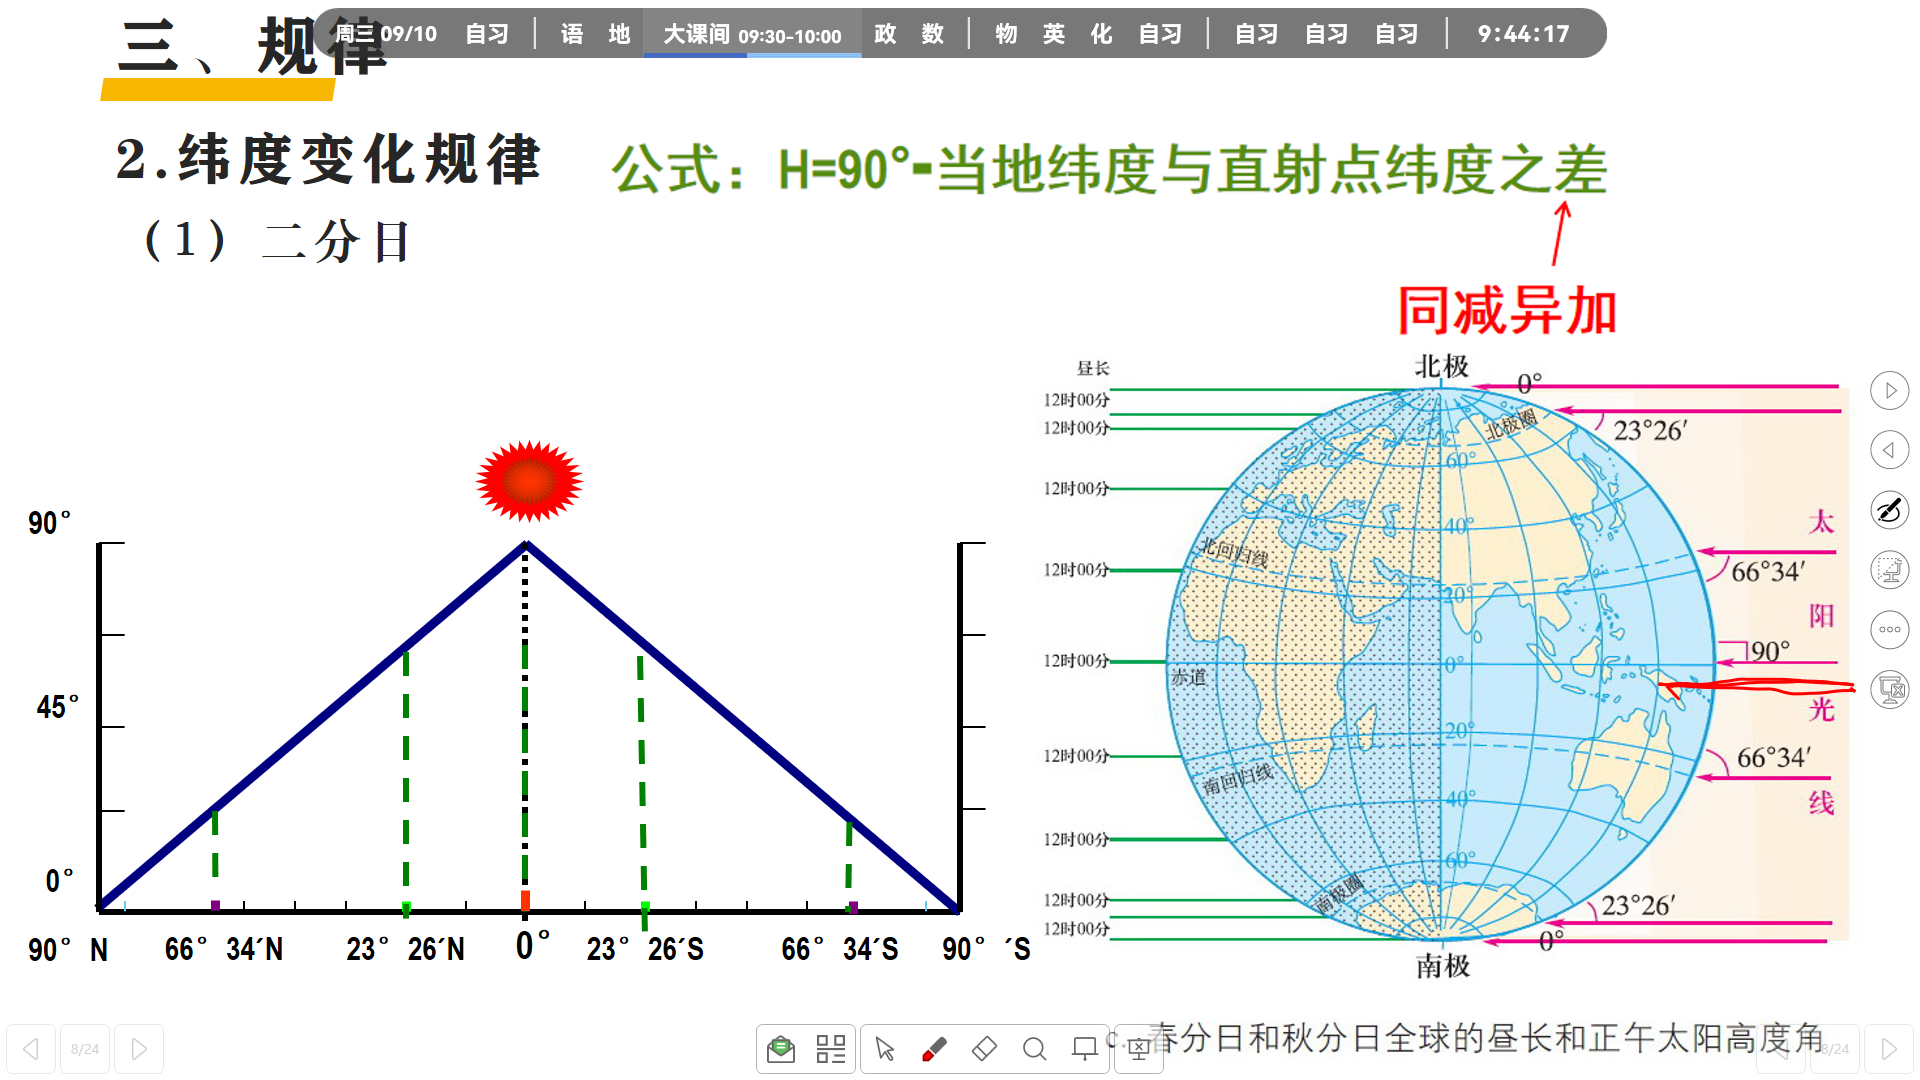 三、规律
周三 09/10 自习 | 语 地 大课间 09:30-10:00 政 数 | 物 英 化 自习 | 自习 自习 自习 | 9:44:17
2.纬度变化规律
公式：H=90°-当地纬度与直射点纬度之差
（1）二分日
同减异加
90°
45°
0°
90° N 66° 34′N 23° 26′N 0° 23° 26′S 66° 34′S 90° ′S
昼长
北极
0°
12时00分
12时00分
北极圈
23°26′
60°
12时00分
40°
太
北回归线
12时00分
66°34′
20°
阳
90°
12时00分
0°
赤道
光
20°
12时00分
66°34′
南回归线
40°
线
12时00分
60°
南极圈
12时00分
23°26′
12时00分
0°
南极
c. 春分日和秋分日全球的昼长和正午太阳高度角
8/24
8/24